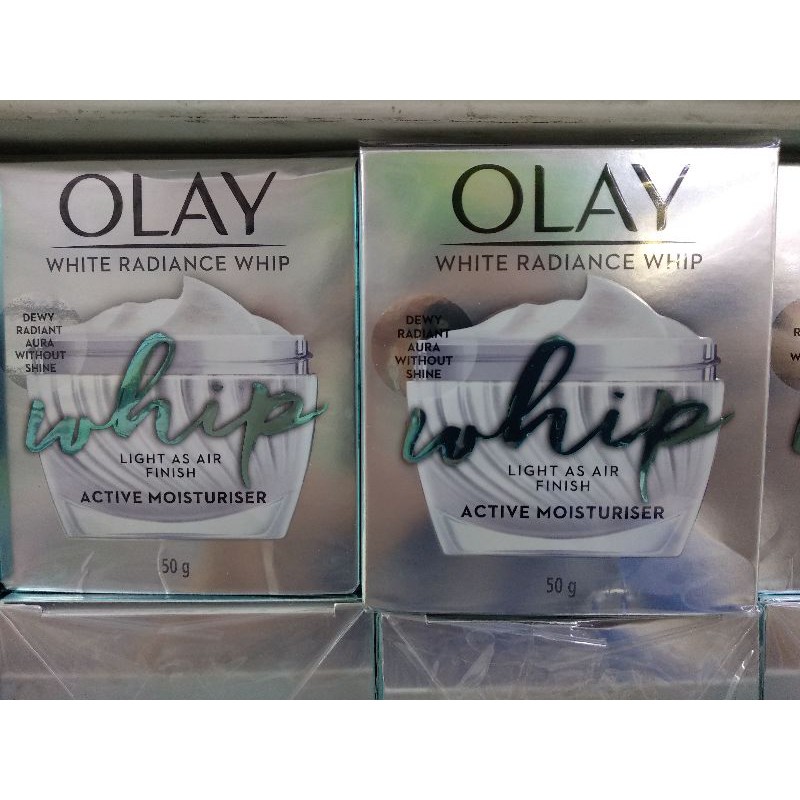 OLAY
WHITE RADIANCE WHIP
DEWY
RADIANT
AURA
WITHOUT
SHINE
whip
LIGHT AS AIR
FINISH
ACTIVE MOISTURISER
50 g
OLAY
WHITE RADIANCE WHIP
DEWY
RADIANT
AURA
WITHOUT
SHINE
whip
LIGHT AS AIR
FINISH
ACTIVE MOISTURISER
50 g